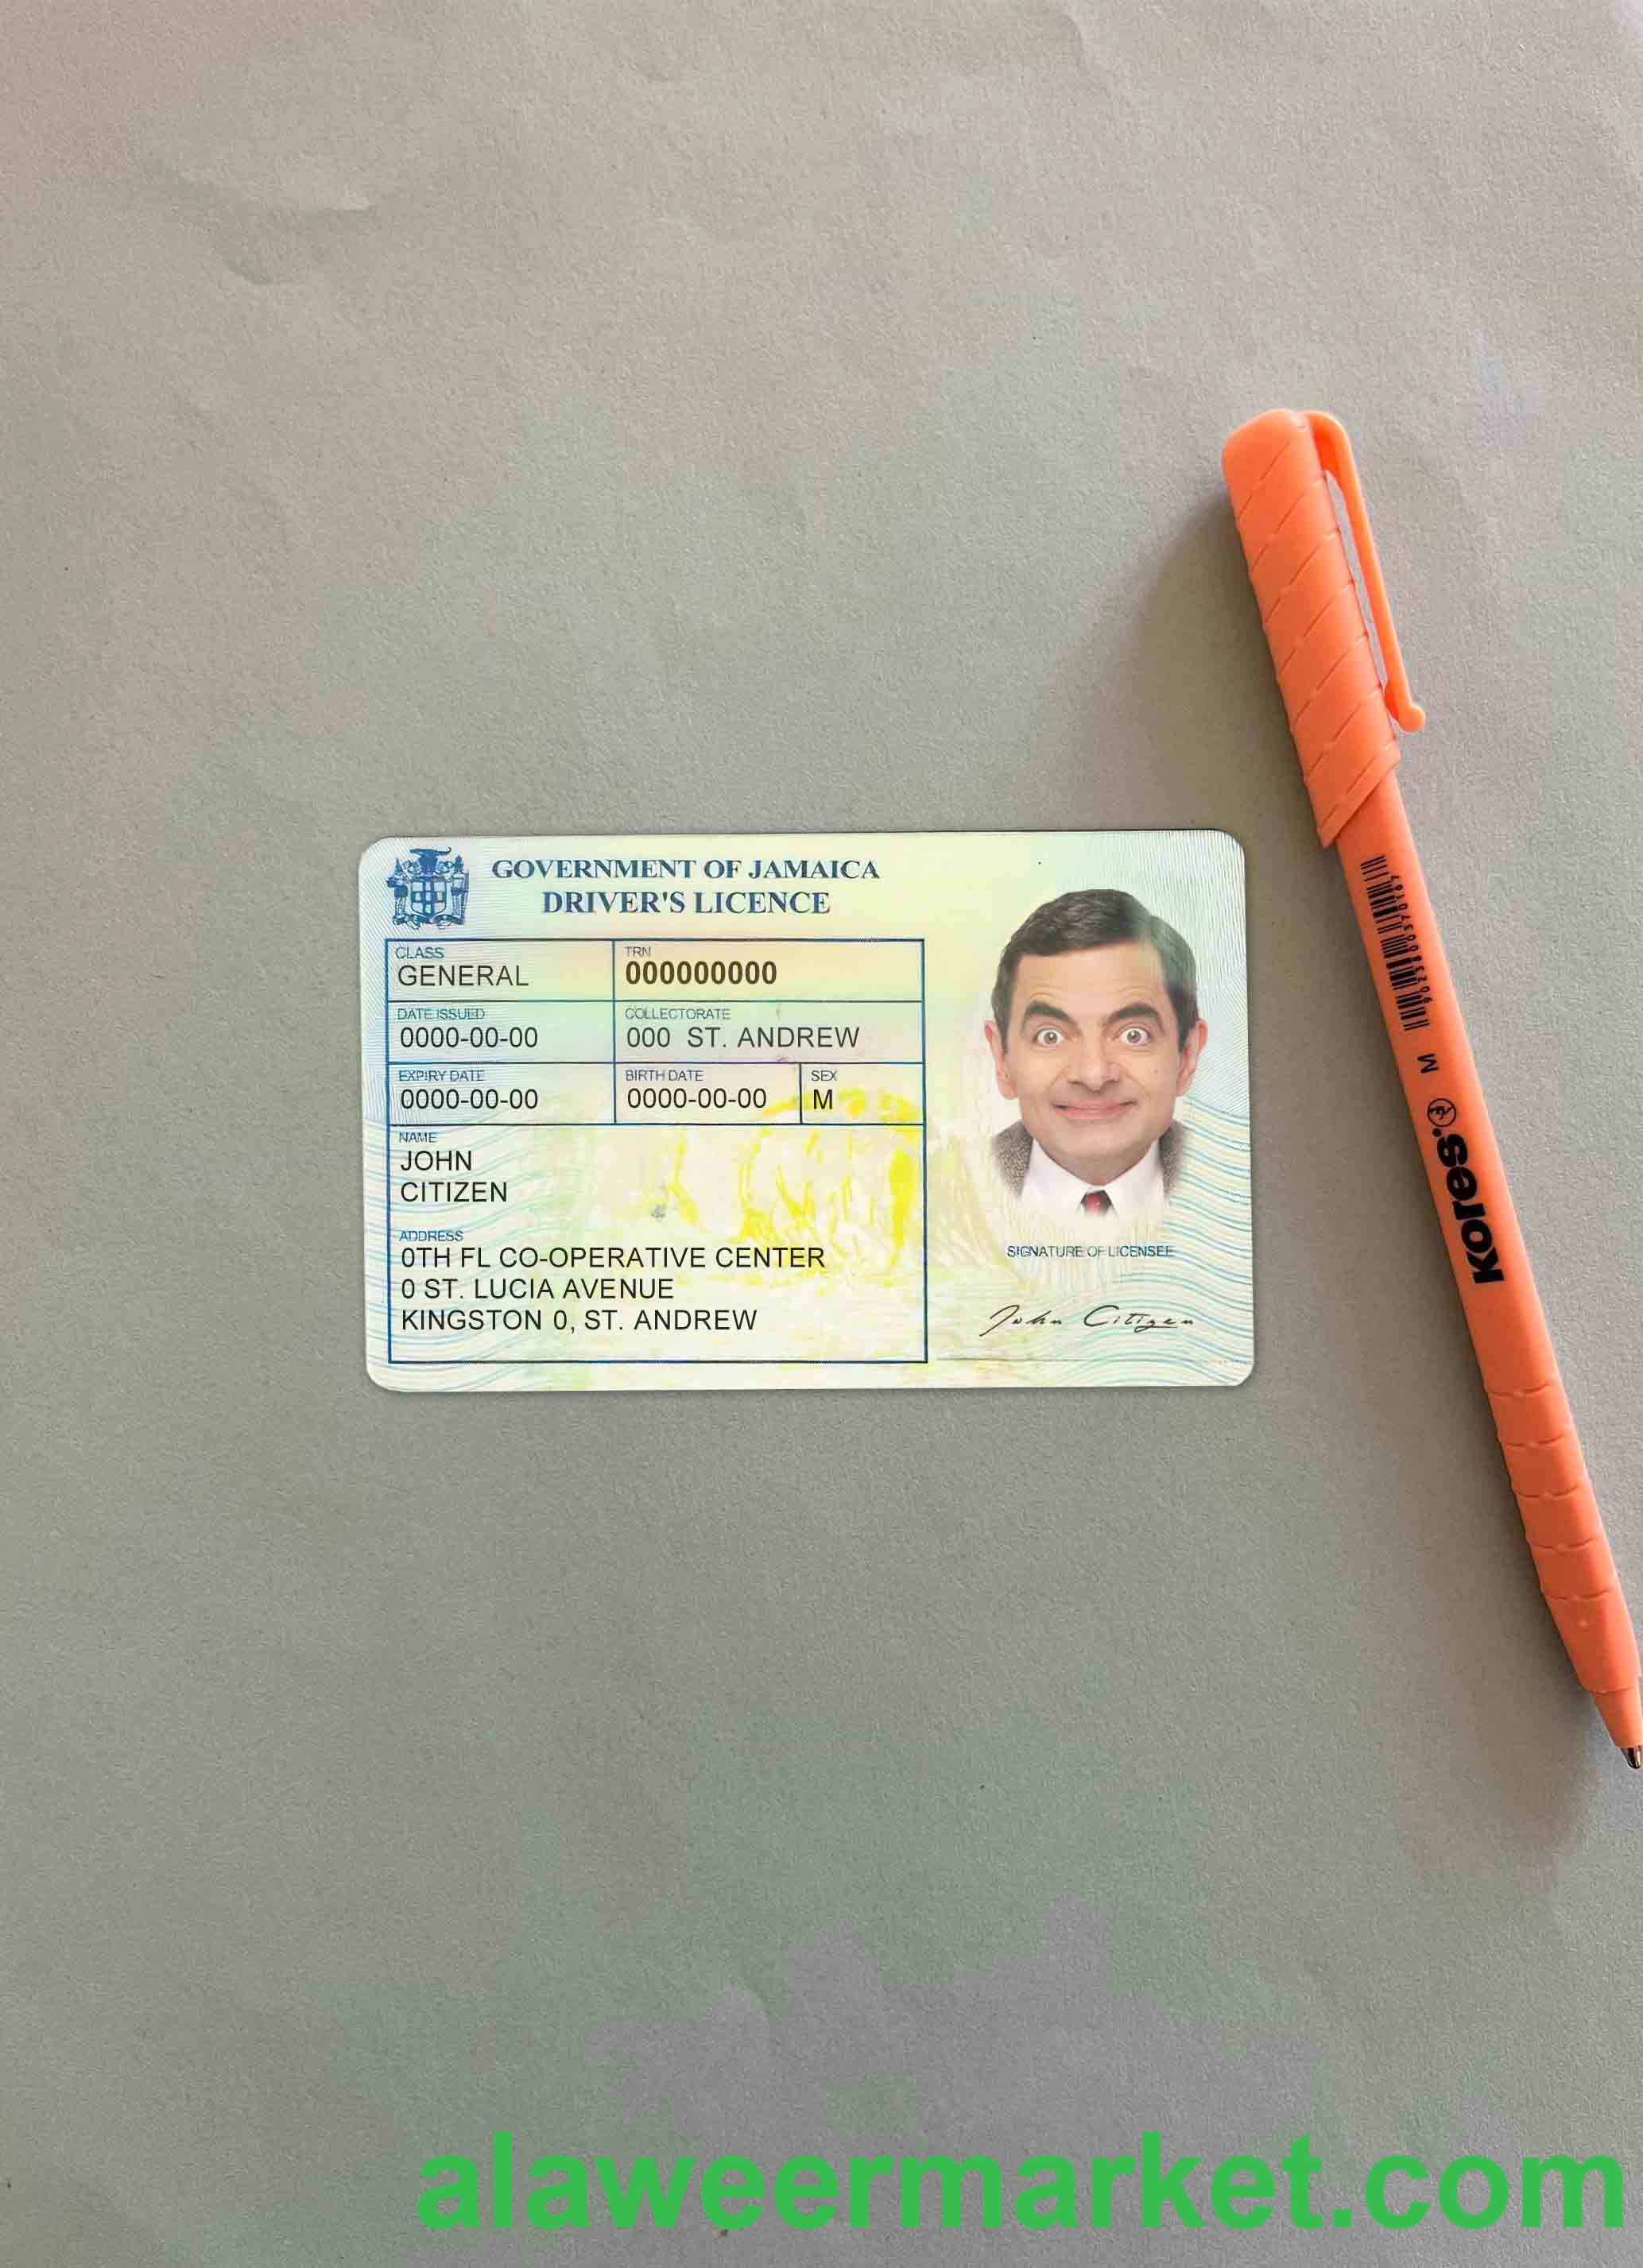 GOVERNMENT OF JAMAICA
DRIVER'S LICENCE
CLASS
GENERAL
TRN
000000000
DATE ISSUED
0000-00-00
COLLECTORATE
000 ST. ANDREW
EXPIRY DATE
0000-00-00
BIRTH DATE
0000-00-00
SEX
M
NAME
JOHN
CITIZEN
ADDRESS
0TH FL CO-OPERATIVE CENTER
0 ST. LUCIA AVENUE
KINGSTON 0, ST. ANDREW
SIGNATURE OF LICENSEE
John Citizen
Kores
M
alaweermarket.com